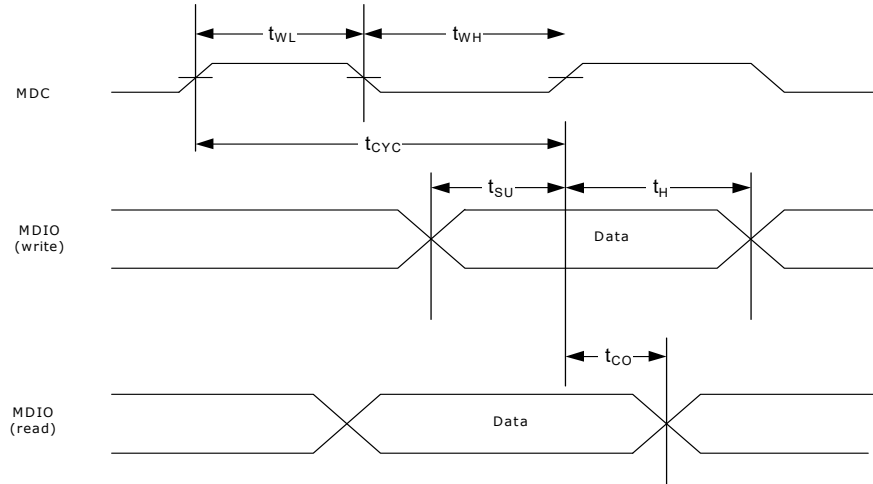 tWL tWH
MDC
tCYC
tSU tH
MDIO
(write)
Data
tCO
MDIO
(read)
Data